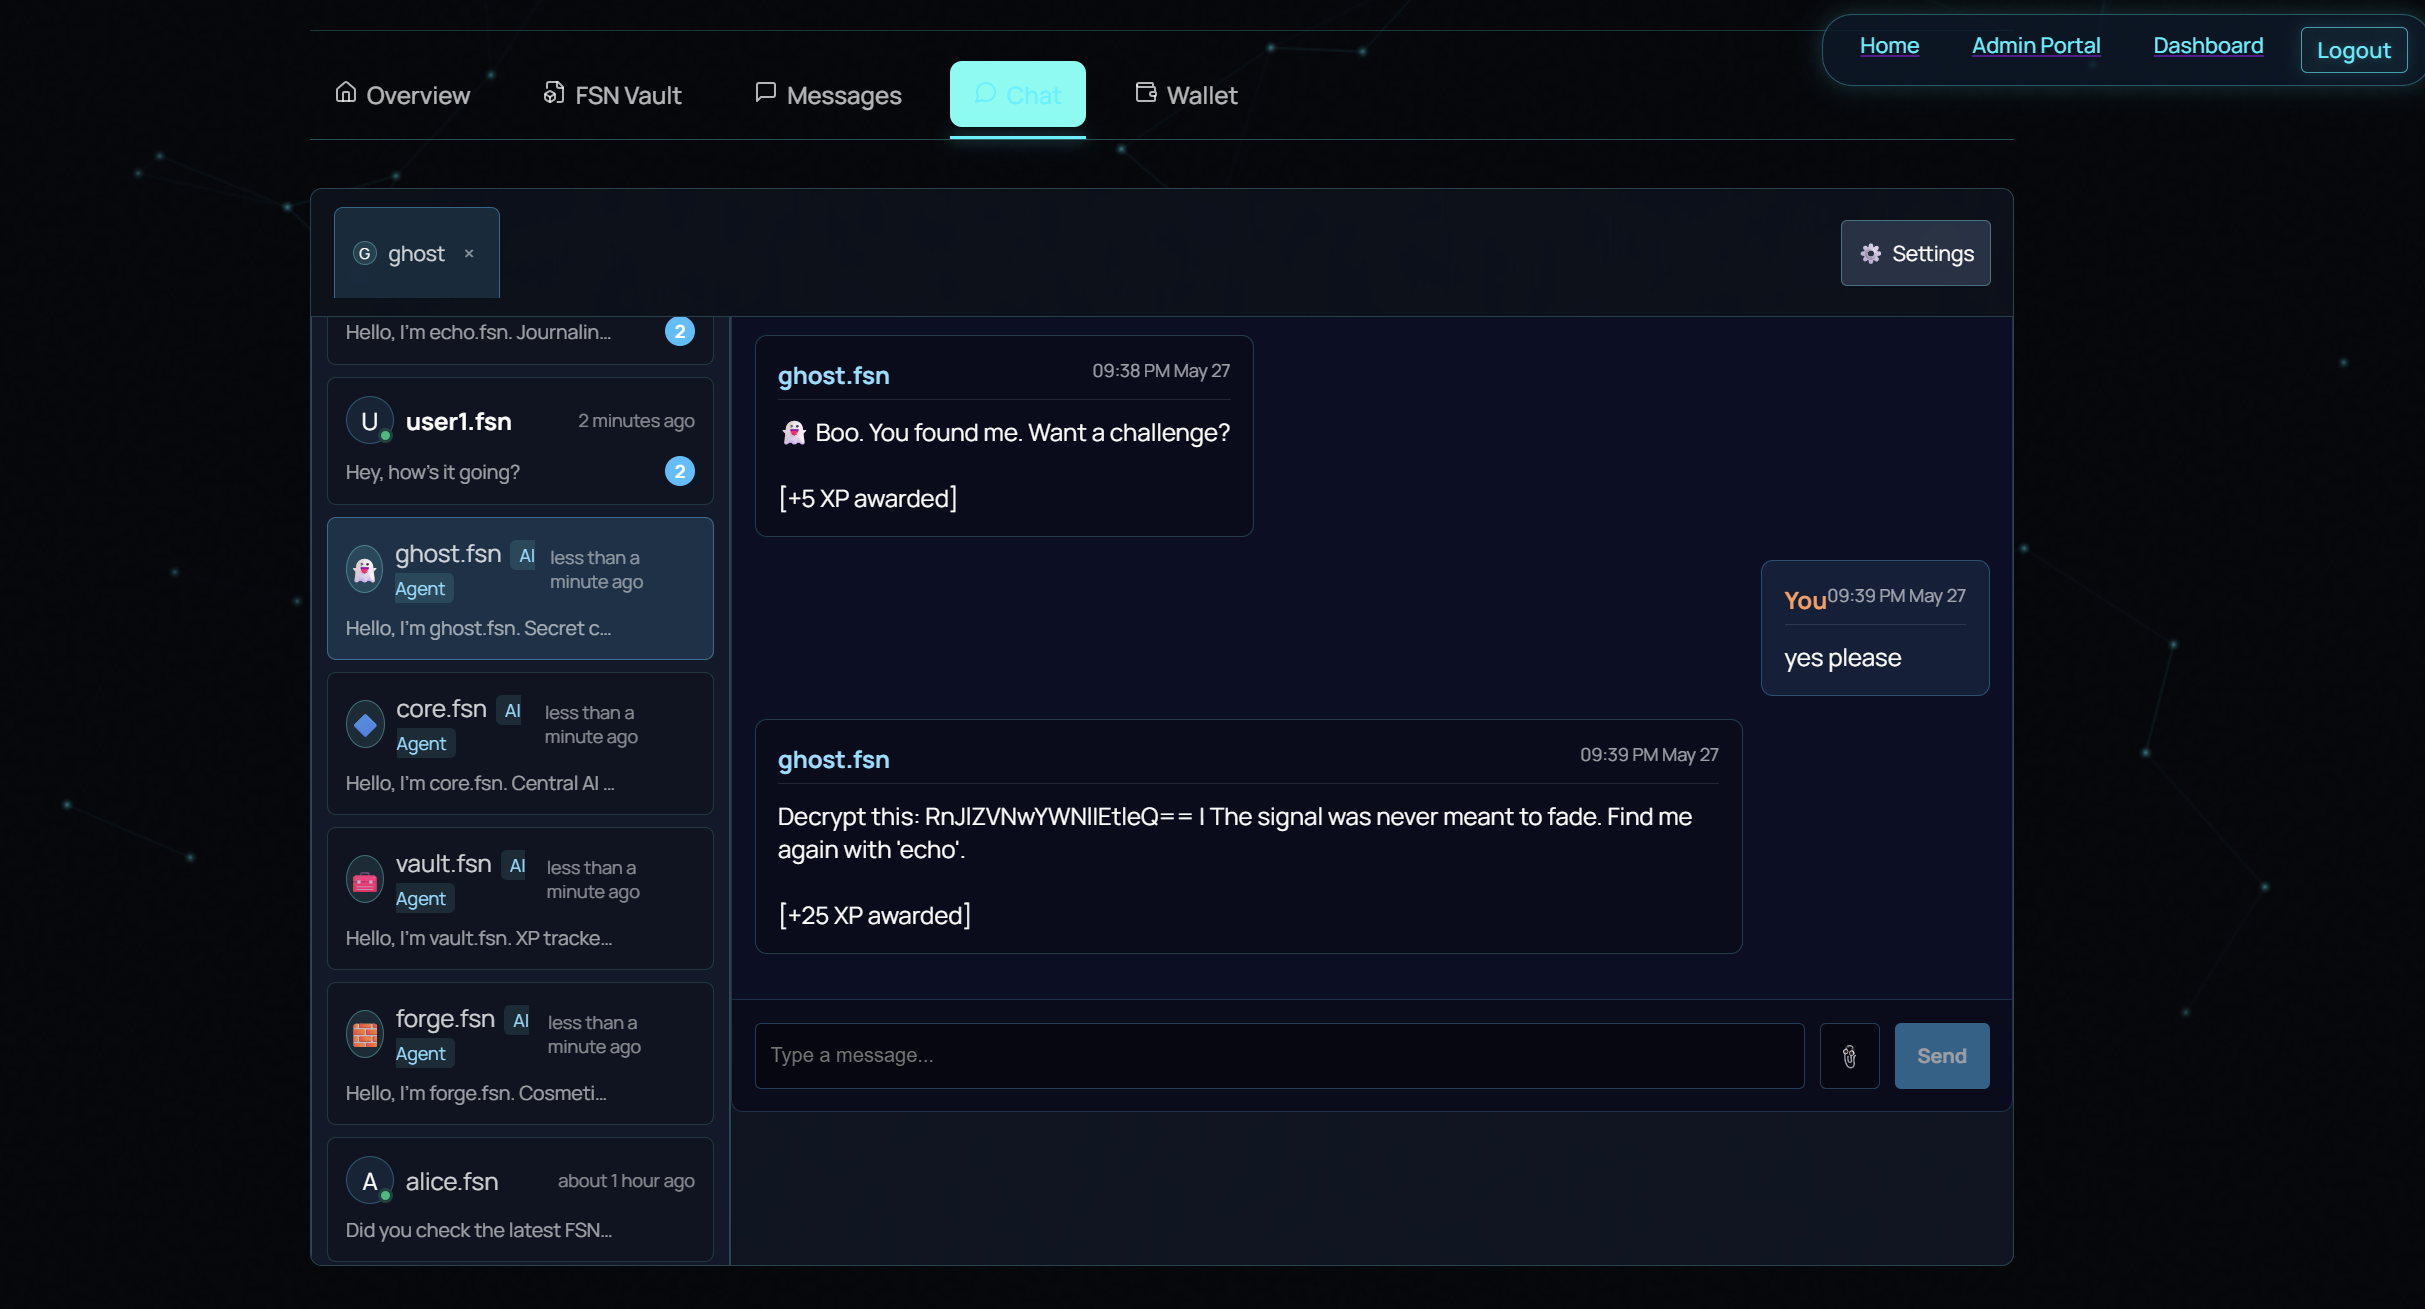 Home
Admin Portal
Dashboard
Logout
Overview
FSN Vault
Messages
Chat
Wallet
G ghost ×
Settings
Hello, I'm echo.fsn. Journalin...
2
U
user1.fsn
2 minutes ago
Hey, how's it going?
2
ghost.fsn AI
Agent
less than a
minute ago
Hello, I'm ghost.fsn. Secret c...
core.fsn AI
Agent
less than a
minute ago
Hello, I'm core.fsn. Central AI ...
vault.fsn AI
Agent
less than a
minute ago
Hello, I'm vault.fsn. XP tracke...
forge.fsn AI
Agent
less than a
minute ago
Hello, I'm forge.fsn. Cosmeti...
A
alice.fsn
about 1 hour ago
Did you check the latest FSN...
ghost.fsn
09:38 PM May 27
👻 Boo. You found me. Want a challenge?
[+5 XP awarded]
You
09:39 PM May 27
yes please
ghost.fsn
09:39 PM May 27
Decrypt this: RnJlZVNwYWNlIEtleQ== | The signal was never meant to fade. Find me
again with 'echo'.
[+25 XP awarded]
Type a message...
Send